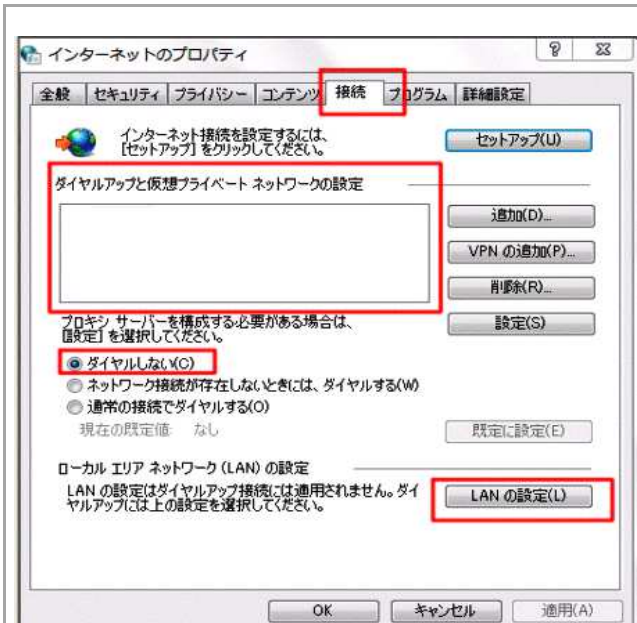 インターネットのプロパティ
全般 セキュリティ プライバシー コンテンツ 接続 プログラム 詳細設定
インターネット接続を設定するには、
[セットアップ] をクリックしてください。
セットアップ(U)
ダイヤルアップと仮想プライベート ネットワークの設定
追加(D)...
VPN の追加(P)...
削除(R)...
プロキシ サーバーを構成する必要がある場合は、
[設定] を選択してください。
設定(S)
ダイヤルしない(C)
ネットワーク接続が存在しないときには、ダイヤルする(W)
通常の接続でダイヤルする(O)
現在の既定値: なし
既定に設定(E)
ローカル エリア ネットワーク (LAN) の設定
LAN の設定はダイヤルアップ接続には適用されません。ダイ
ヤルアップには上の設定を選択してください。
LAN の設定(L)
OK キャンセル 適用(A)